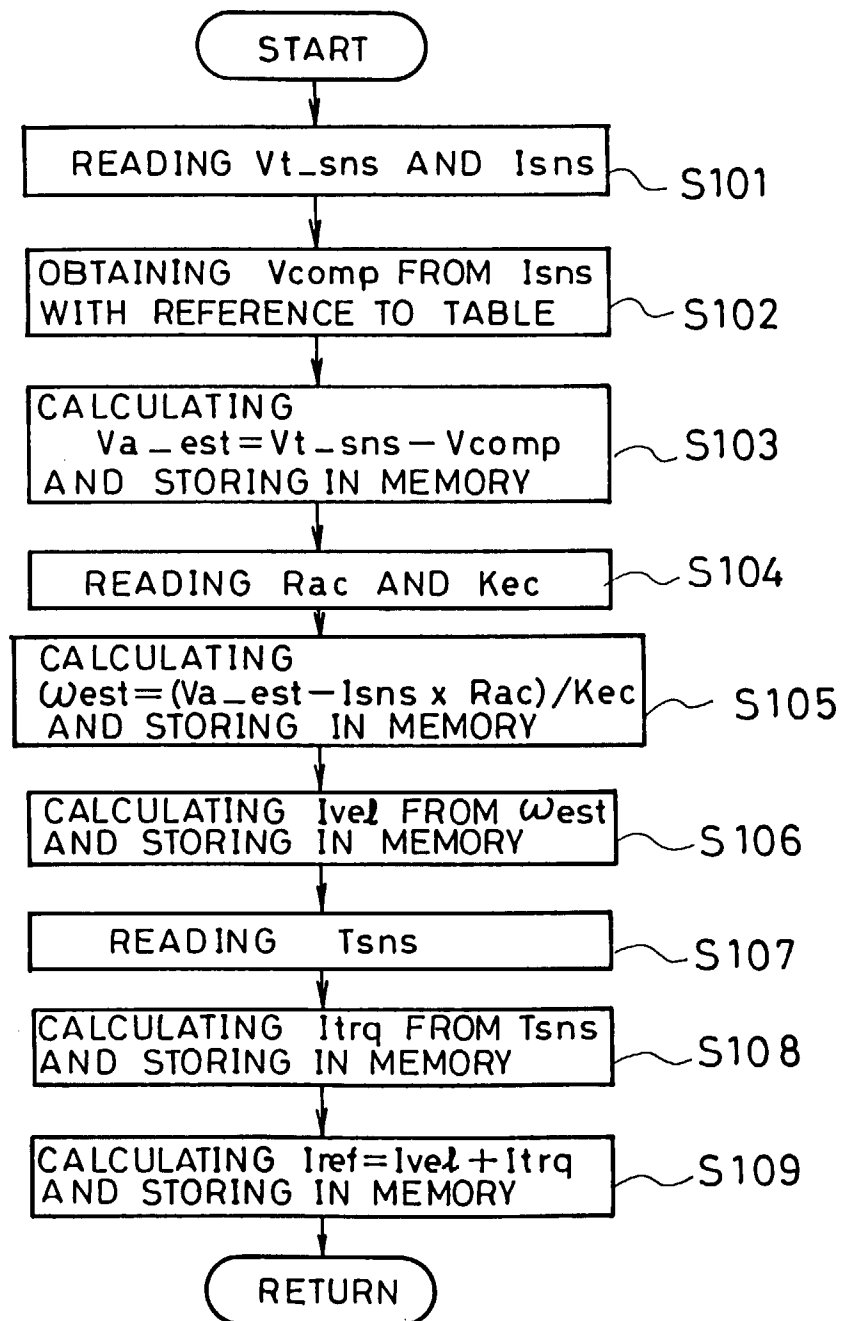 START
READING Vt_sns AND Isns
S101
OBTAINING Vcomp FROM Isns
WITH REFERENCE TO TABLE
S102
CALCULATING
Va_est=Vt_sns-Vcomp
AND STORING IN MEMORY
S103
READING Rac AND Kec
S104
CALCULATING
ωest=(Va_est-Isns x Rac)/Kec
AND STORING IN MEMORY
S105
CALCULATING Ivel FROM ωest
AND STORING IN MEMORY
S106
READING Tsns
S107
CALCULATING Itrq FROM Tsns
AND STORING IN MEMORY
S108
CALCULATING Iref=Ivel+Itrq
AND STORING IN MEMORY
S109
RETURN